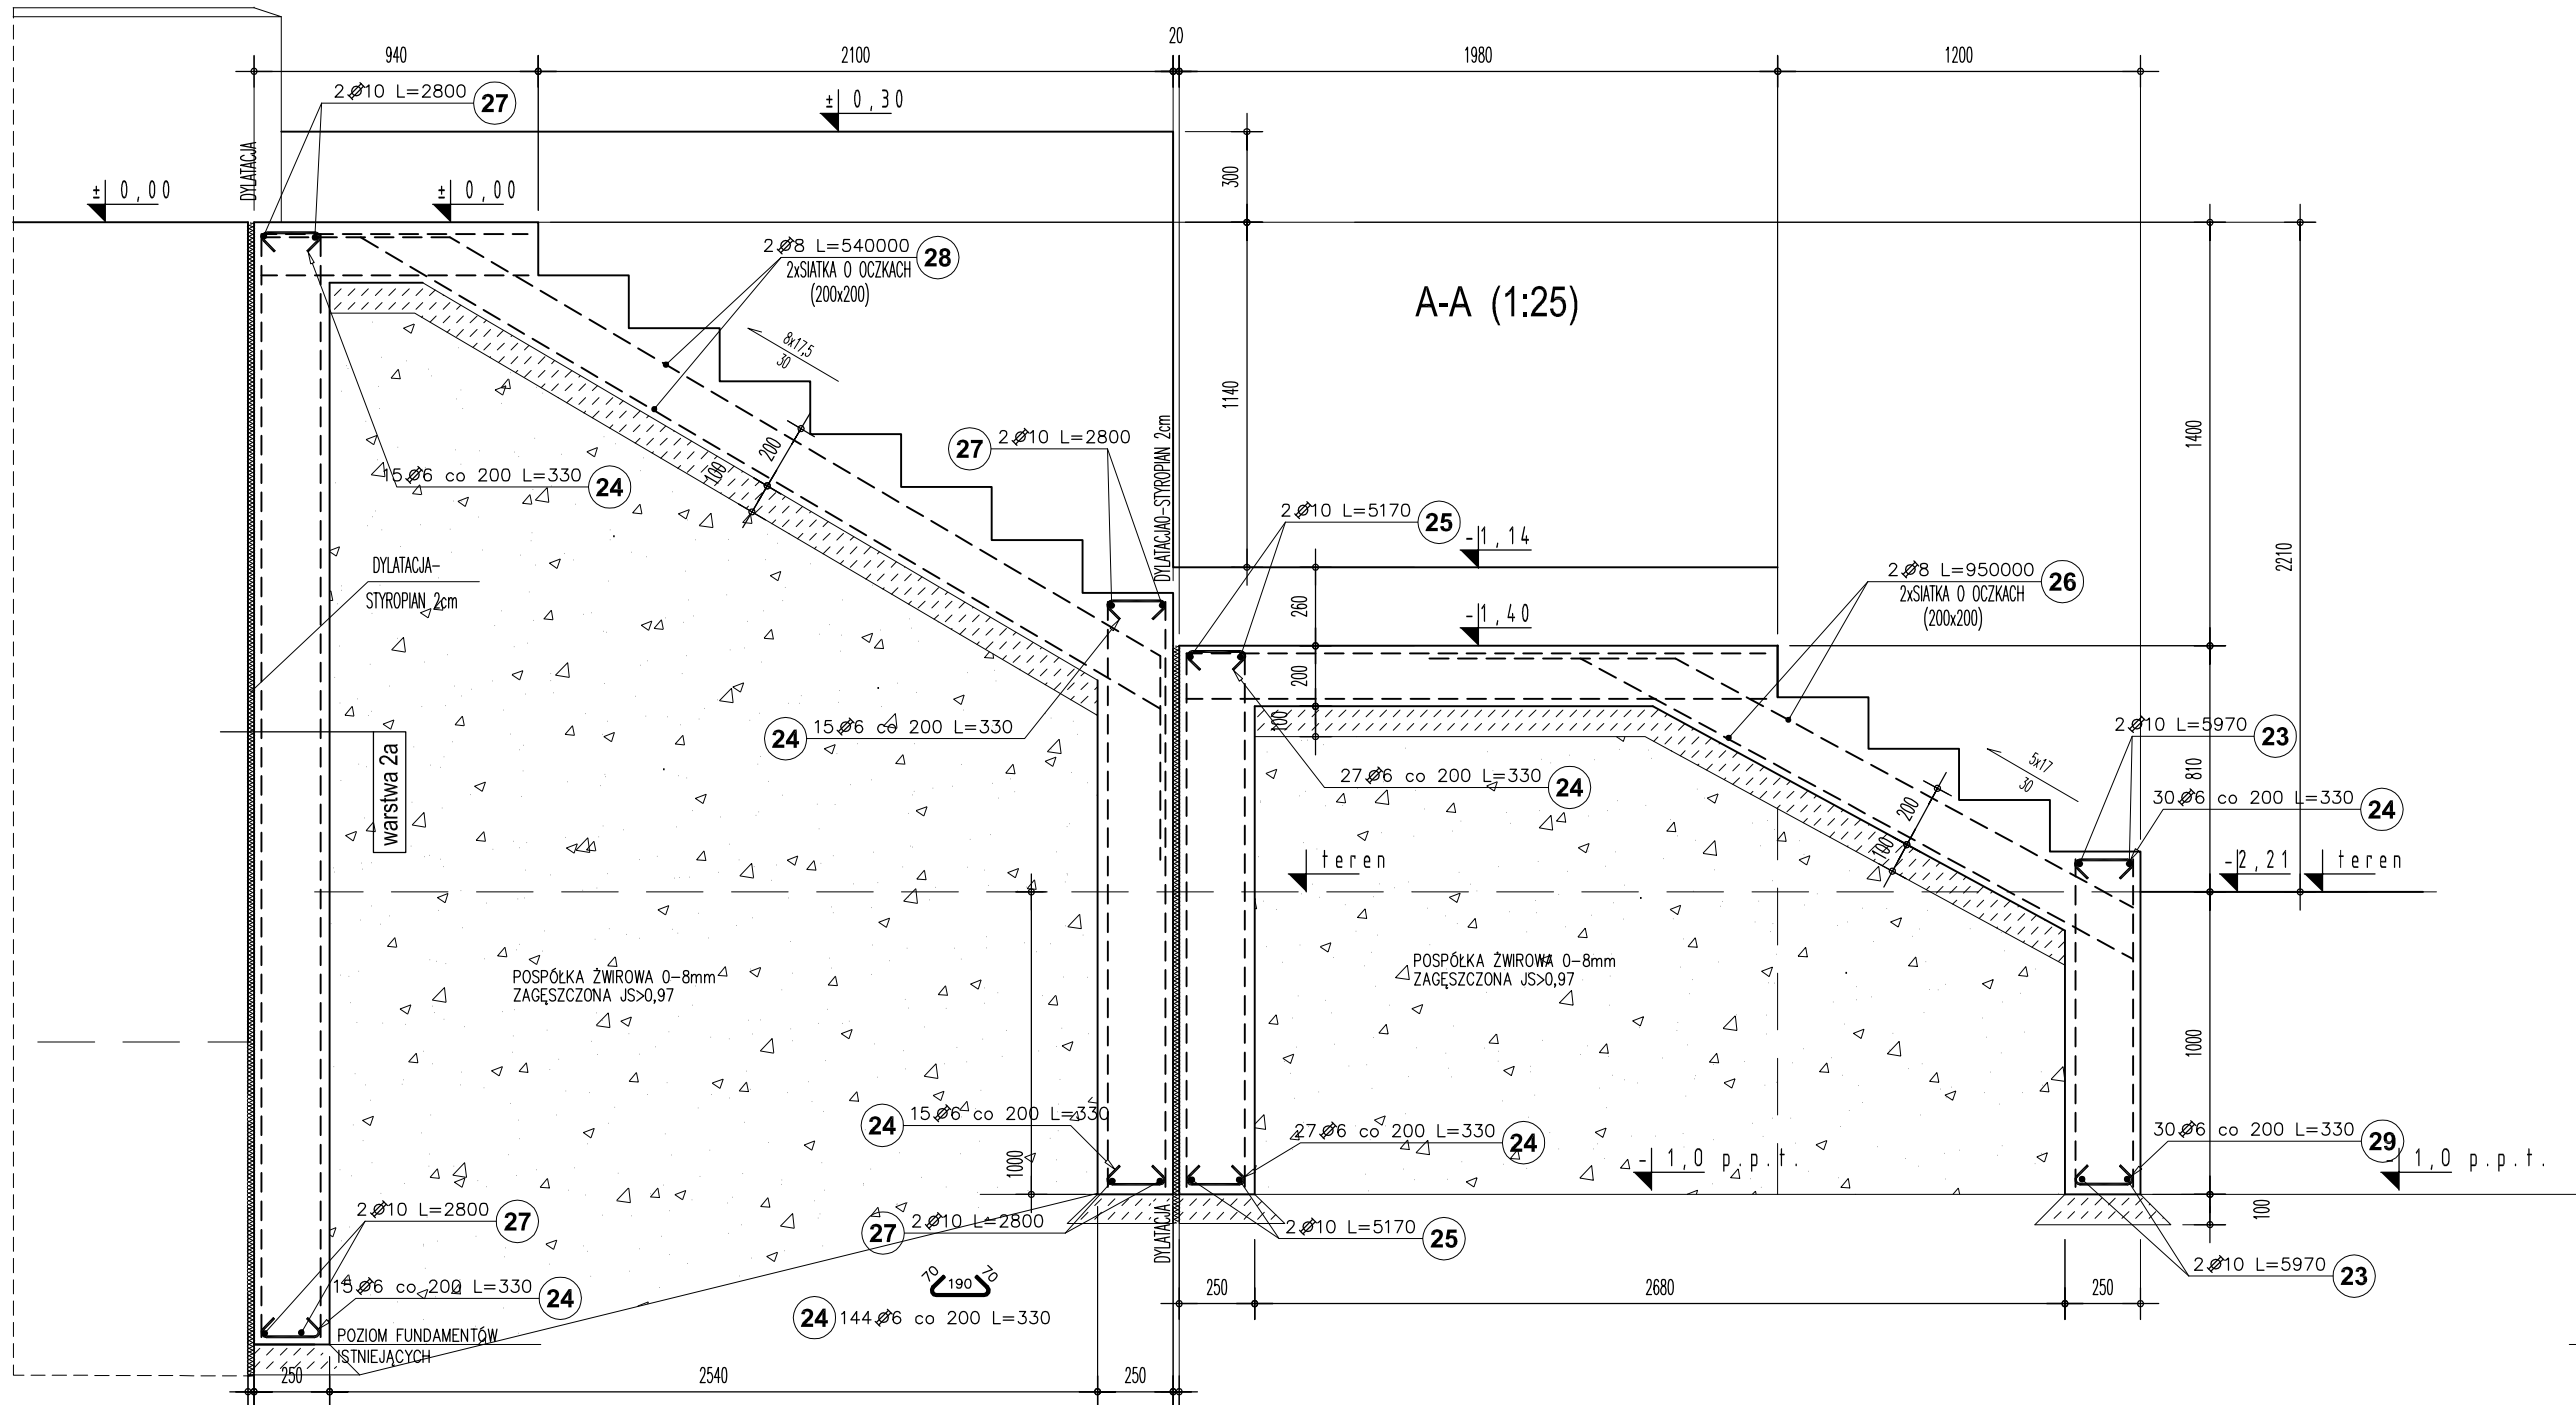 20
940
2100
1980
1200
2⌀10 L=2800
27
± 0,30
DYLATACJA
300
± 0,00
± 0,00
2⌀8 L=540000
28
2xSIATKA O OCZKACH
(200x200)
A-A (1:25)
8x17,5
30
1140
1400
2210
200
100
27
2⌀10 L=2800
DYLATACJAO-STYROPIAN 2cm
15⌀6 co 200 L=330
24
2⌀10 L=5170
25
-1,14
DYLATACJA-
STYROPIAN 2cm
2⌀8 L=950000
26
2xSIATKA O OCZKACH
(200x200)
260
-1,40
200
100
24
15⌀6 co 200 L=330
2⌀10 L=5970
23
5x17
30
810
27⌀6 co 200 L=330
24
30⌀6 co 200 L=330
24
warstwa 2a
200
100
teren
-2,21
teren
POSPÓŁKA ŻWIROWA 0-8mm
ZAGĘSZCZONA JS>0,97
POSPÓŁKA ŻWIROWA 0-8mm
ZAGĘSZCZONA JS>0,97
1000
1000
24
15⌀6 co 200 L=330
27⌀6 co 200 L=330
24
30⌀6 co 200 L=330
29
- 1,0 p.p.t.
- 1,0 p.p.t.
2⌀10 L=2800
27
27
2⌀10 L=2800
DYLATACJA
2⌀10 L=5170
25
100
2⌀10 L=5970
23
15⌀6 co 200 L=330
24
70
190
70
24
144⌀6 co 200 L=330
250
2680
250
POZIOM FUNDAMENTÓW
ISTNIEJĄCYCH
250
2540
250